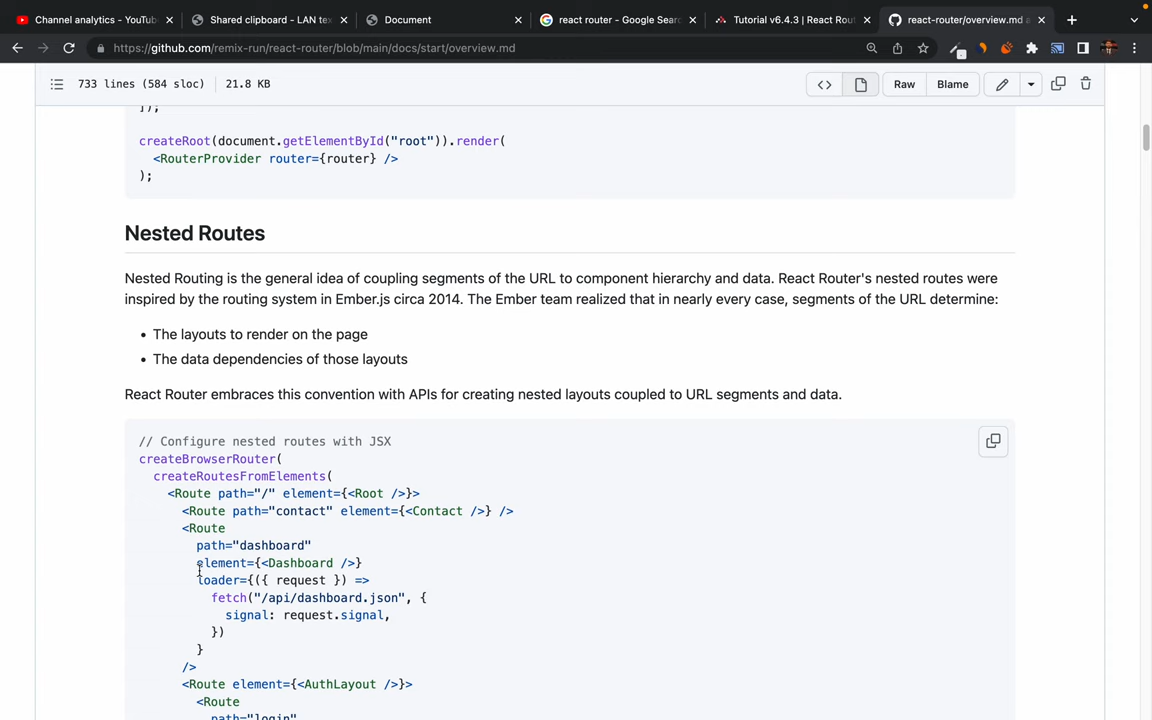 Channel analytics - YouTube
Shared clipboard - LAN tex
Document
react router - Google Search
Tutorial v6.4.3 | React Rout
react-router/overview.md a
https://github.com/remix-run/react-router/blob/main/docs/start/overview.md
733 lines (584 sloc)
21.8 KB
Raw
Blame
]);
createRoot(document.getElementById("root")).render(
<RouterProvider router={router} />
);
Nested Routes
Nested Routing is the general idea of coupling segments of the URL to component hierarchy and data. React Router's nested routes were
inspired by the routing system in Ember.js circa 2014. The Ember team realized that in nearly every case, segments of the URL determine:
• The layouts to render on the page
• The data dependencies of those layouts
React Router embraces this convention with APIs for creating nested layouts coupled to URL segments and data.
// Configure nested routes with JSX
createBrowserRouter(
createRoutesFromElements(
<Route path="/" element={<Root />}>
<Route path="contact" element={<Contact />} />
<Route
path="dashboard"
element={<Dashboard />}
loader={({ request }) =>
fetch("/api/dashboard.json", {
signal: request.signal,
})
}
/>
<Route element={<AuthLayout />}>
<Route
path="login"